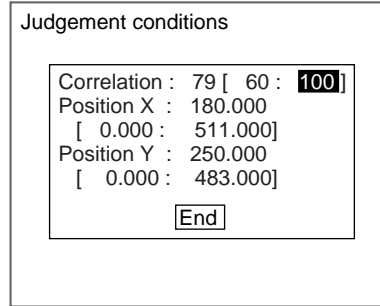 Judgement conditions
Correlation : 79 [ 60 : 100 ]
Position X : 180.000
[ 0.000 : 511.000]
Position Y : 250.000
[ 0.000 : 483.000]
End